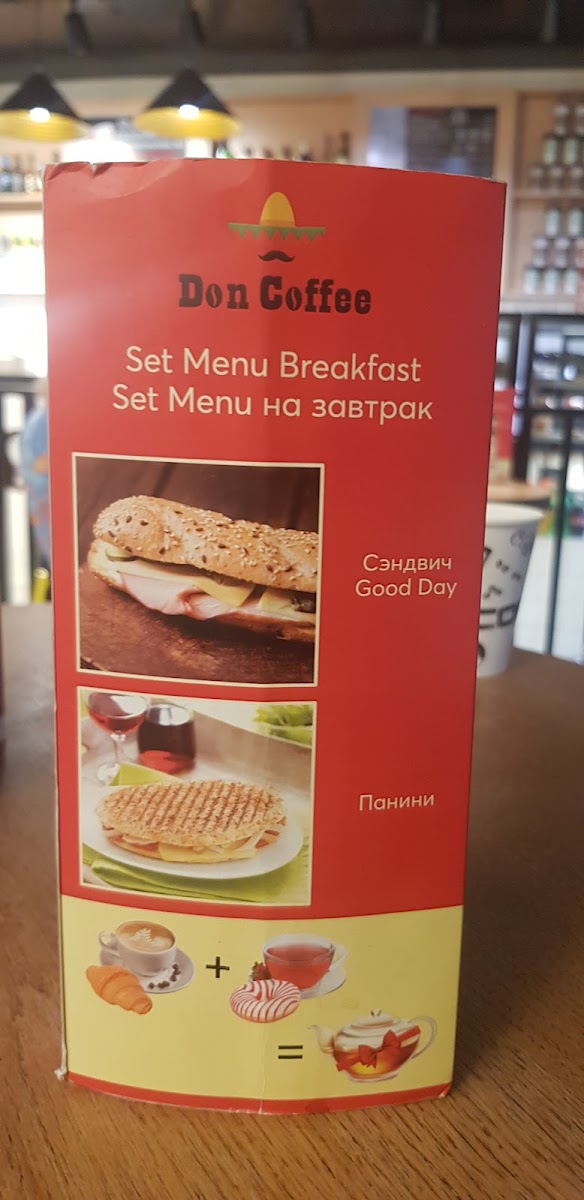 Don Coffee
Set Menu Breakfast
Set Menu на завтрак
Сэндвич
Good Day
Панини
+
=